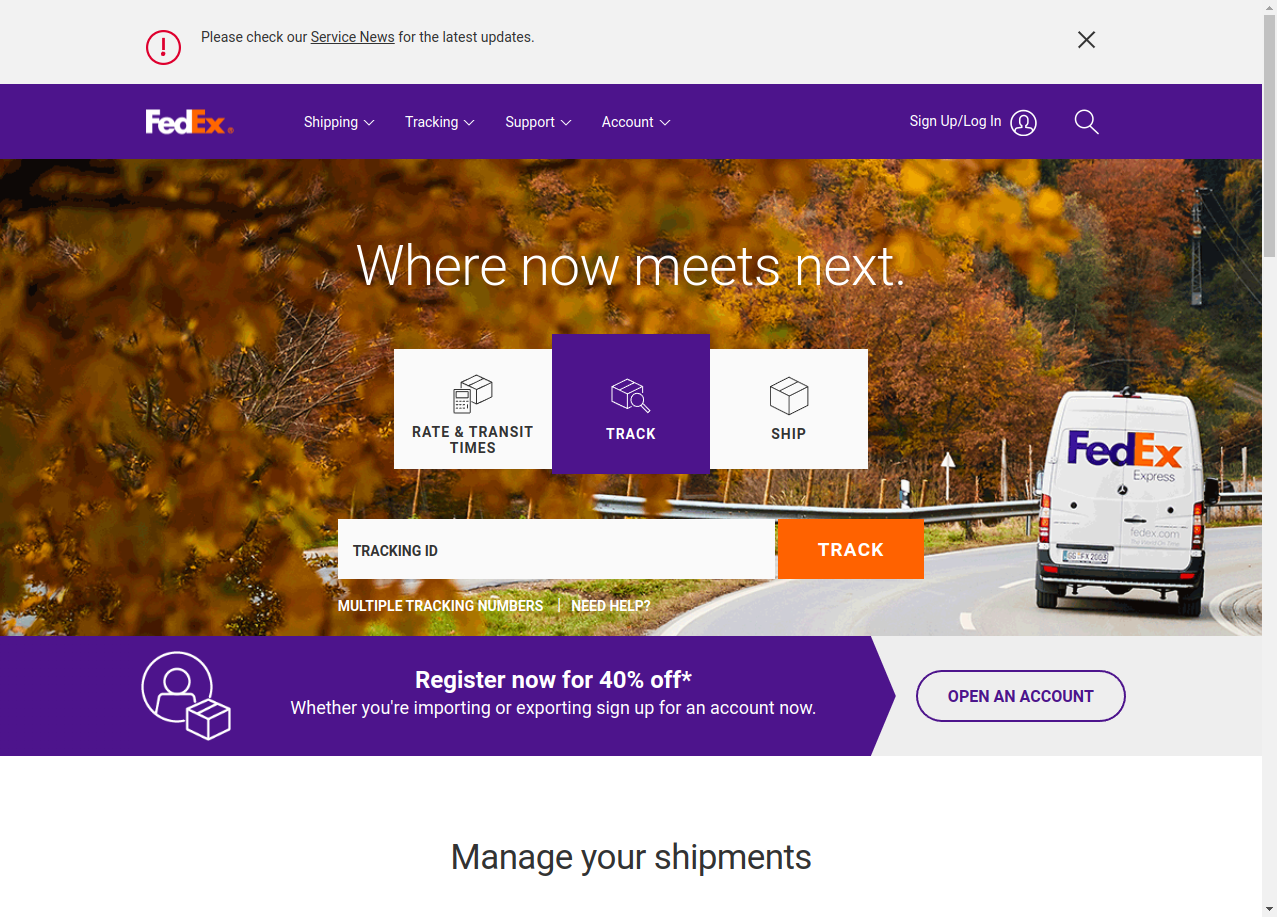 Please check our Service News for the latest updates.
FedEx
Shipping
Tracking
Support
Account
Sign Up/Log In
Where now meets next.
RATE & TRANSIT
TIMES
TRACK
SHIP
FedEx
Express
fedex.com
TRACKING ID
TRACK
MULTIPLE TRACKING NUMBERS | NEED HELP?
Register now for 40% off*
Whether you're importing or exporting sign up for an account now.
OPEN AN ACCOUNT
Manage your shipments